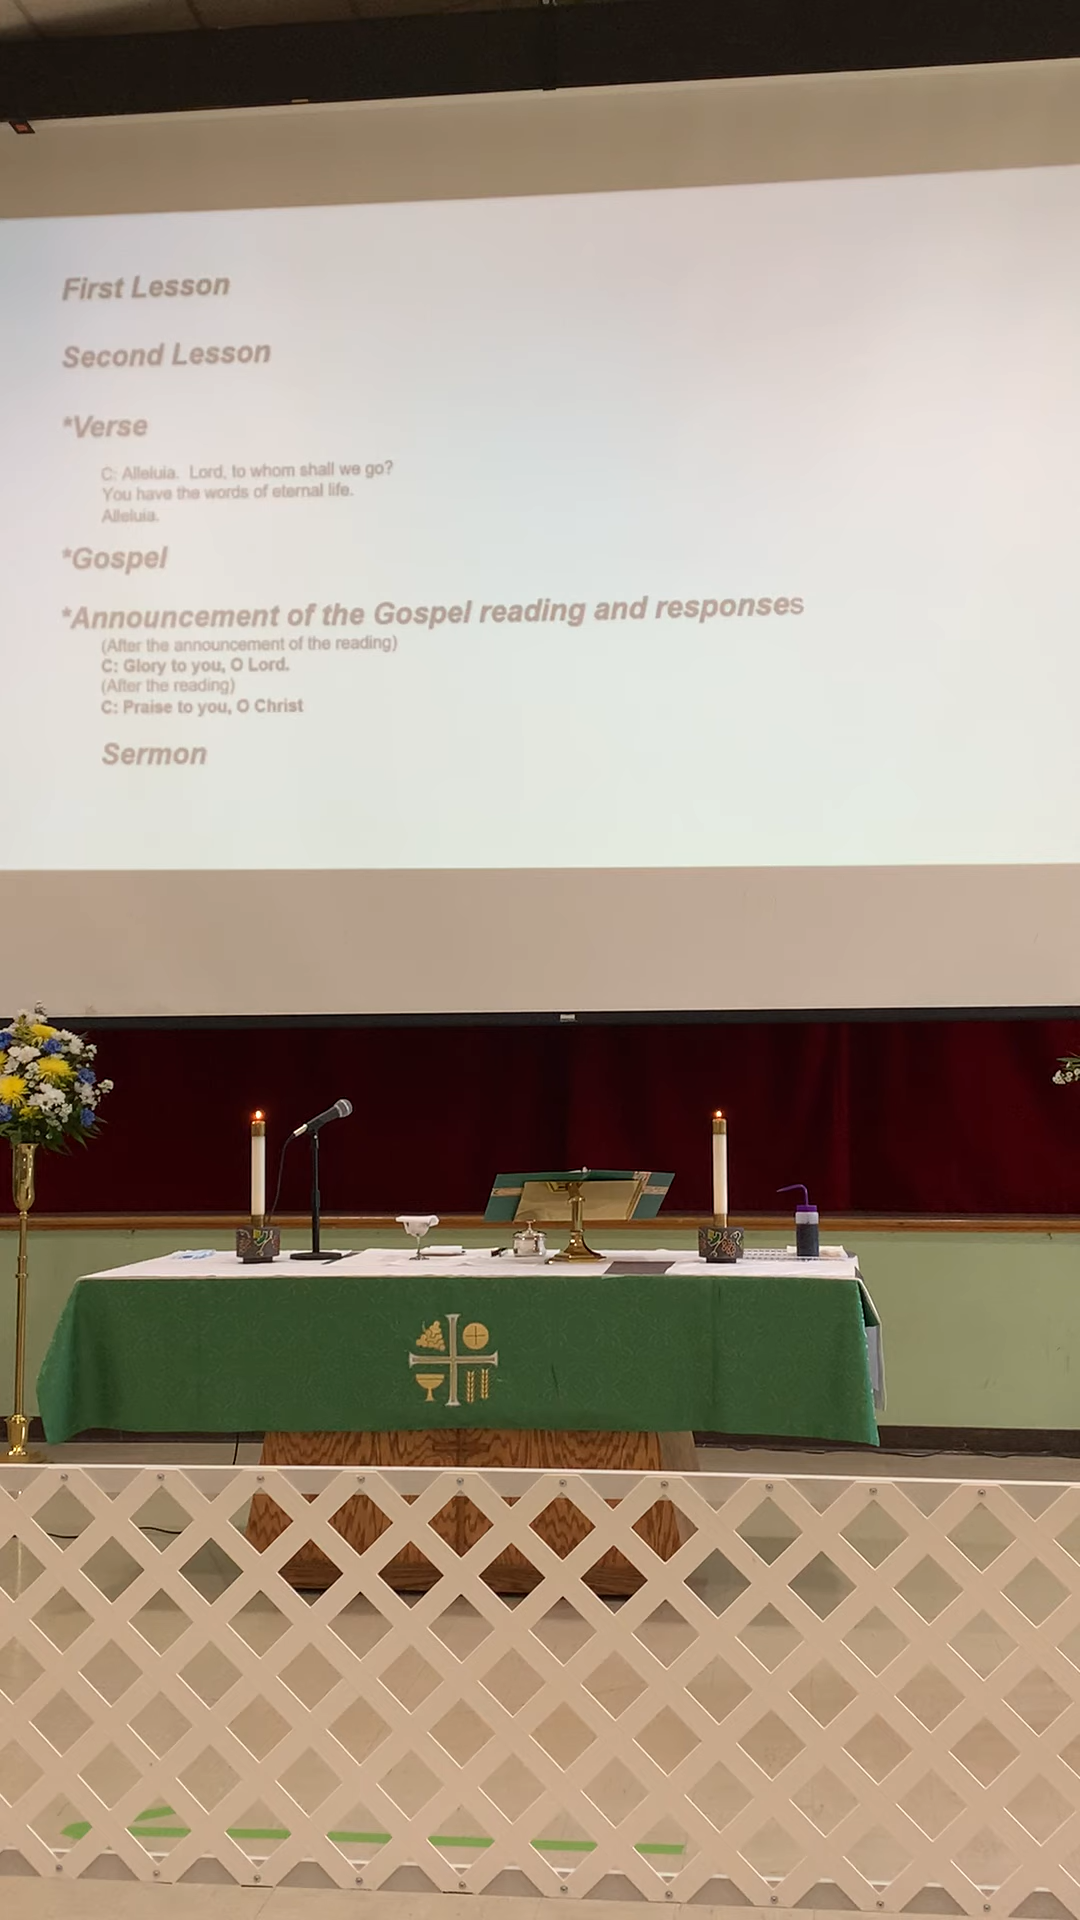 First Lesson
Second Lesson
*Verse
C: Alleluia. Lord, to whom shall we go?
You have the words of eternal life.
Alleluia.
*Gospel
*Announcement of the Gospel reading and responses
(After the announcement of the reading)
C: Glory to you, O Lord.
(After the reading)
C: Praise to you, O Christ
Sermon